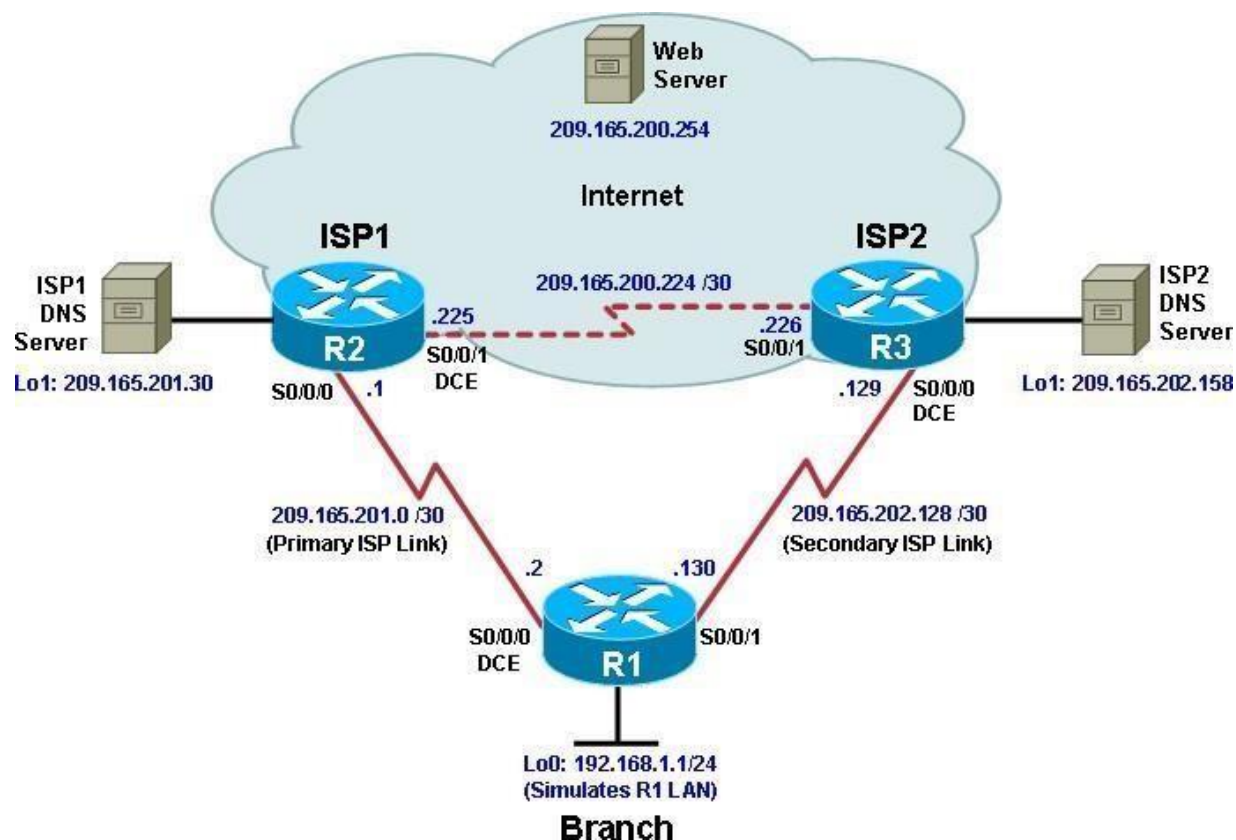 Web
Server
209.165.200.254
Internet
ISP1
ISP2
ISP1
DNS
Server
Lo1: 209.165.201.30
209.165.200.224 /30
ISP2
DNS
Server
Lo1: 209.165.202.158
.225
S0/0/1
DCE
.226
S0/0/1
R2
R3
S0/0/0
.1
.129
S0/0/0
DCE
209.165.201.0 /30
(Primary ISP Link)
209.165.202.128 /30
(Secondary ISP Link)
.2
.130
S0/0/0
DCE
S0/0/1
R1
Lo0: 192.168.1.1/24
(Simulates R1 LAN)
Branch